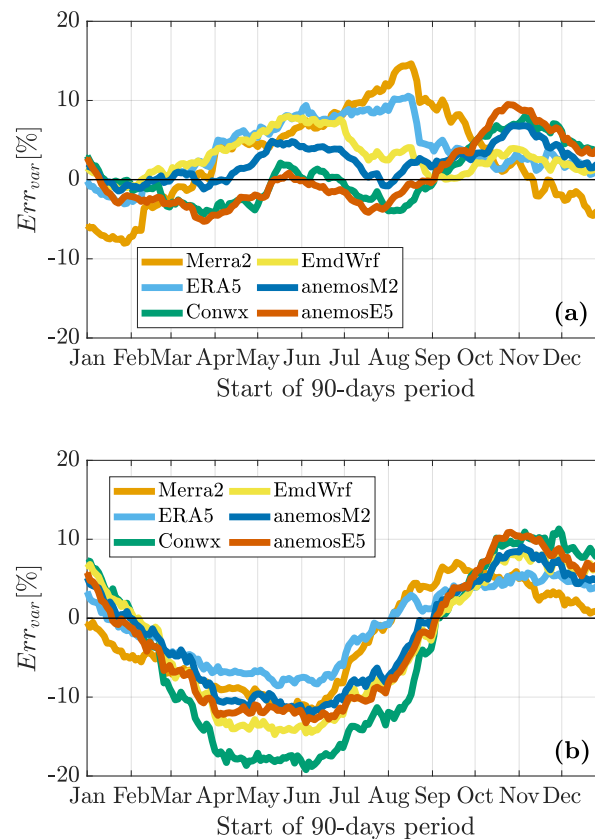 20
10
0
-10
-20
Err_var[%]
Merra2 EmdWrf
ERA5 anemosM2
Conwx anemosE5
(a)
Jan Feb Mar Apr May Jun Jul Aug Sep Oct Nov Dec
Start of 90-days period
20
10
0
-10
-20
Err_var[%]
Merra2 EmdWrf
ERA5 anemosM2
Conwx anemosE5
(b)
Jan Feb Mar Apr May Jun Jul Aug Sep Oct Nov Dec
Start of 90-days period